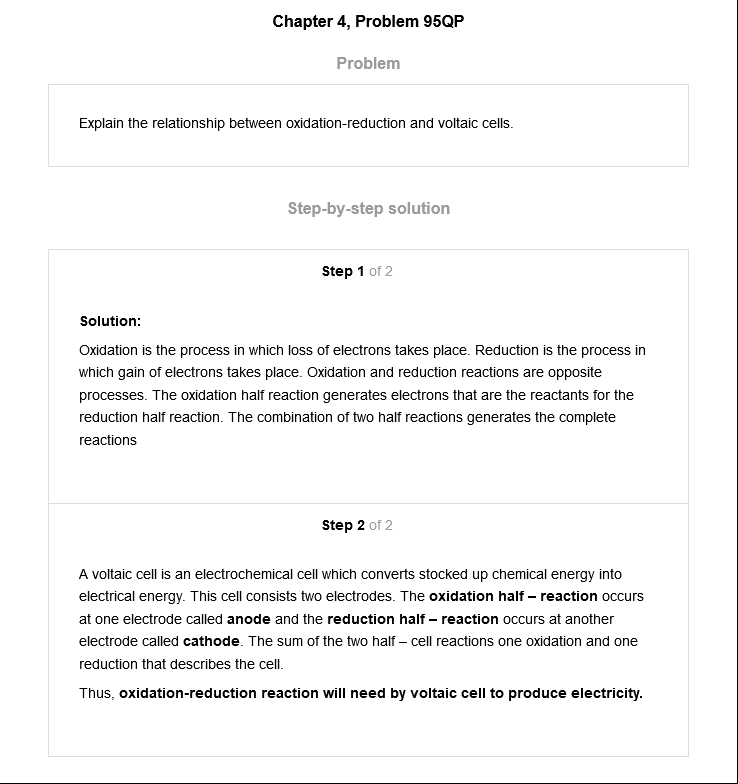 Chapter 4, Problem 95QP
Problem
Explain the relationship between oxidation-reduction and voltaic cells.
Step-by-step solution
Step 1 of 2
Solution:
Oxidation is the process in which loss of electrons takes place. Reduction is the process in
which gain of electrons takes place. Oxidation and reduction reactions are opposite
processes. The oxidation half reaction generates electrons that are the reactants for the
reduction half reaction. The combination of two half reactions generates the complete
reactions
Step 2 of 2
A voltaic cell is an electrochemical cell which converts stocked up chemical energy into
electrical energy. This cell consists two electrodes. The oxidation half – reaction occurs
at one electrode called anode and the reduction half – reaction occurs at another
electrode called cathode. The sum of the two half – cell reactions one oxidation and one
reduction that describes the cell.
Thus, oxidation-reduction reaction will need by voltaic cell to produce electricity.